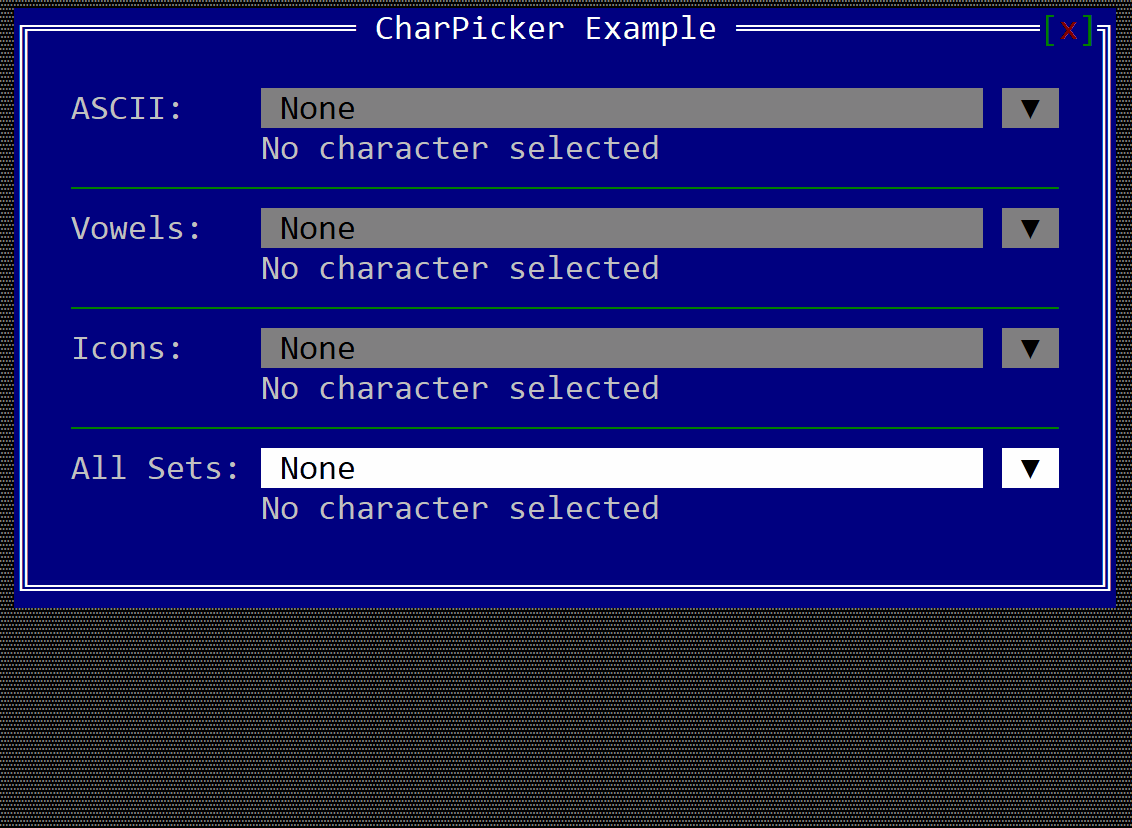 CharPicker Example [x]
ASCII: None ▼
No character selected
Vowels: None ▼
No character selected
Icons: None ▼
No character selected
All Sets: None ▼
No character selected